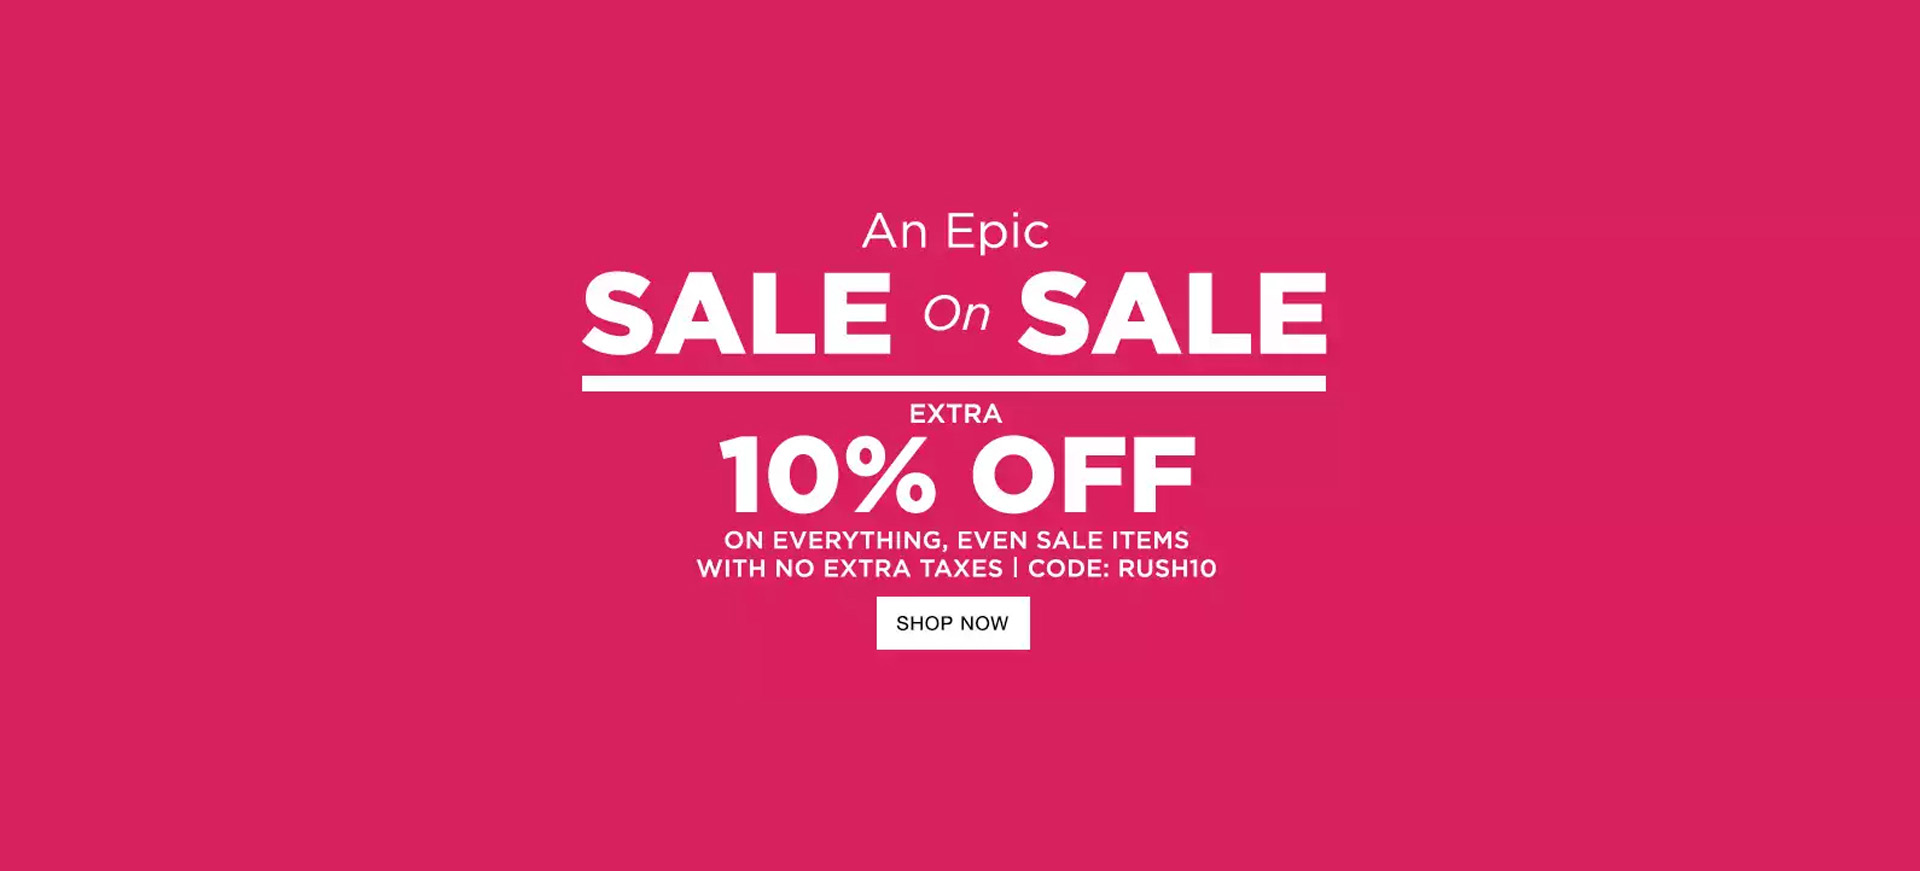 An Epic
SALE On SALE
EXTRA
10% OFF
ON EVERYTHING, EVEN SALE ITEMS
WITH NO EXTRA TAXES | CODE: RUSH10
SHOP NOW